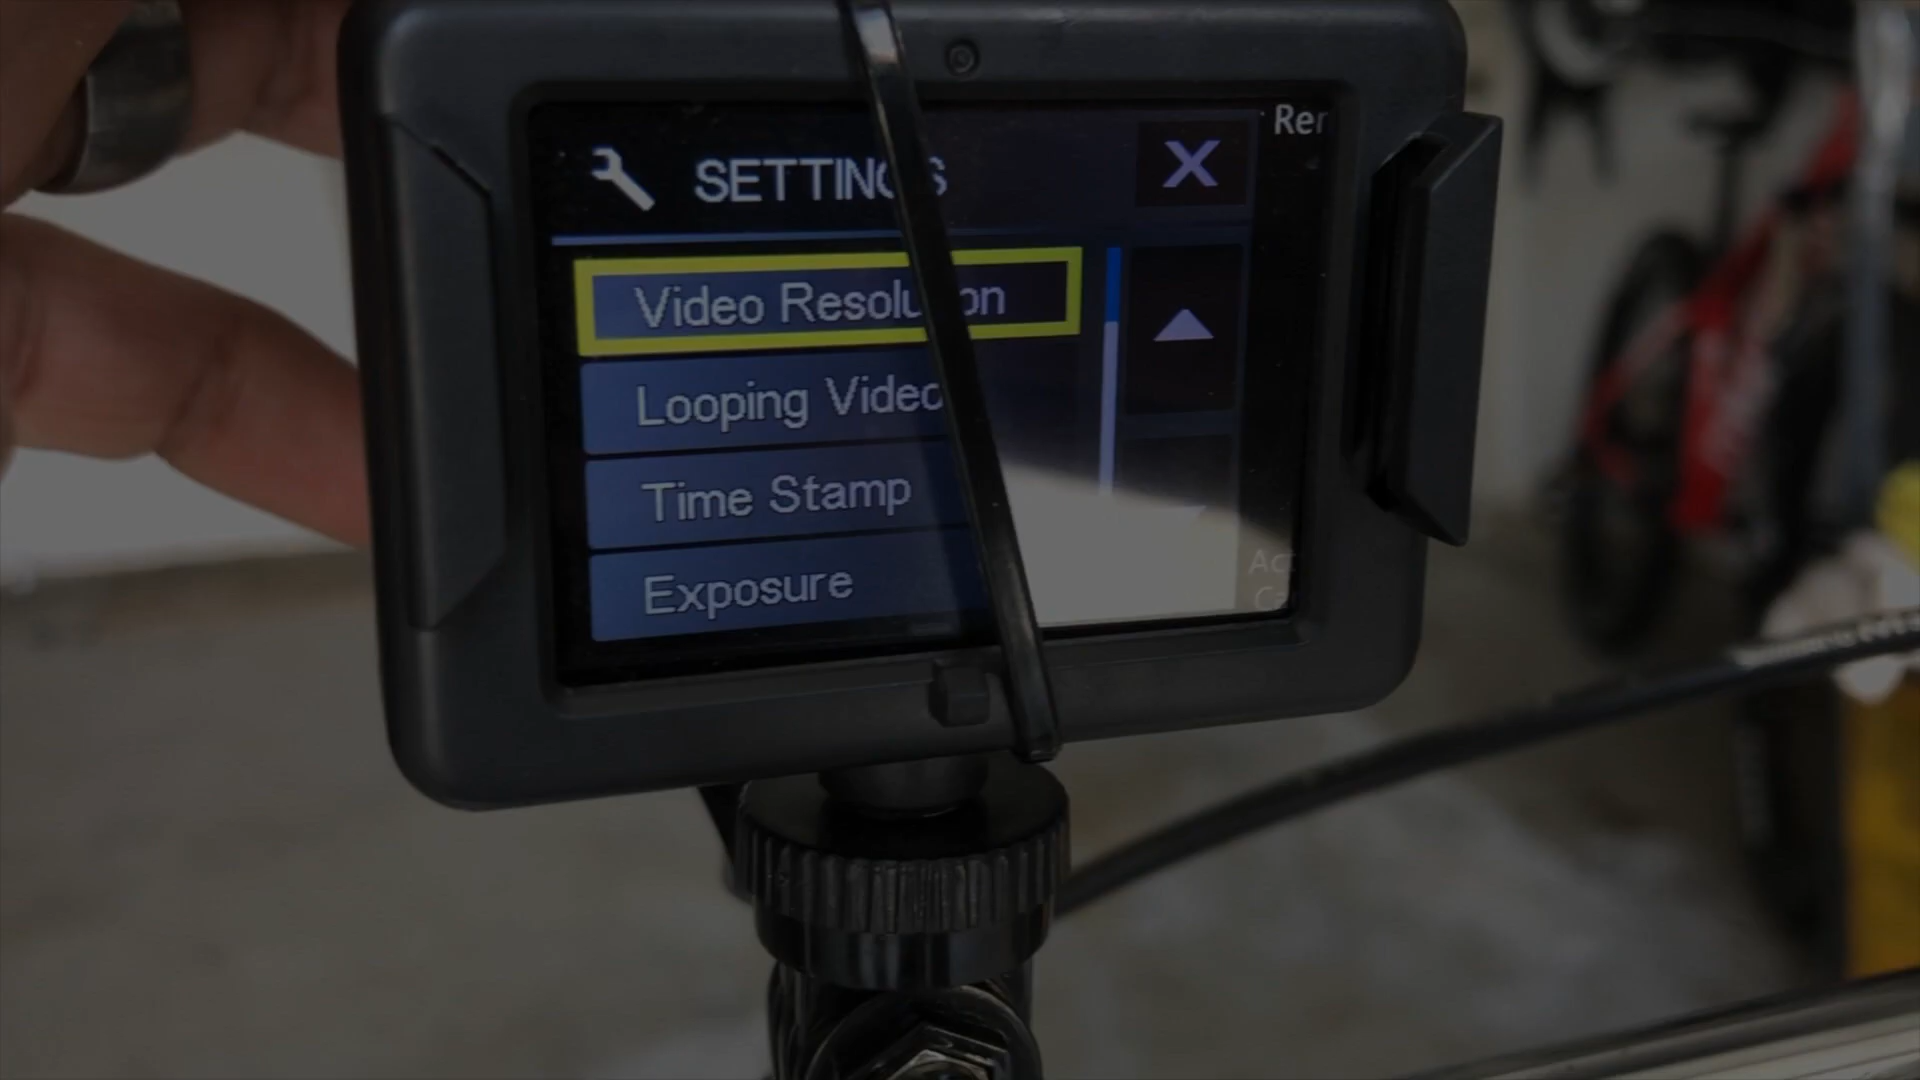 SETTINGS
Video Resolution
Looping Video
Time Stamp
Exposure